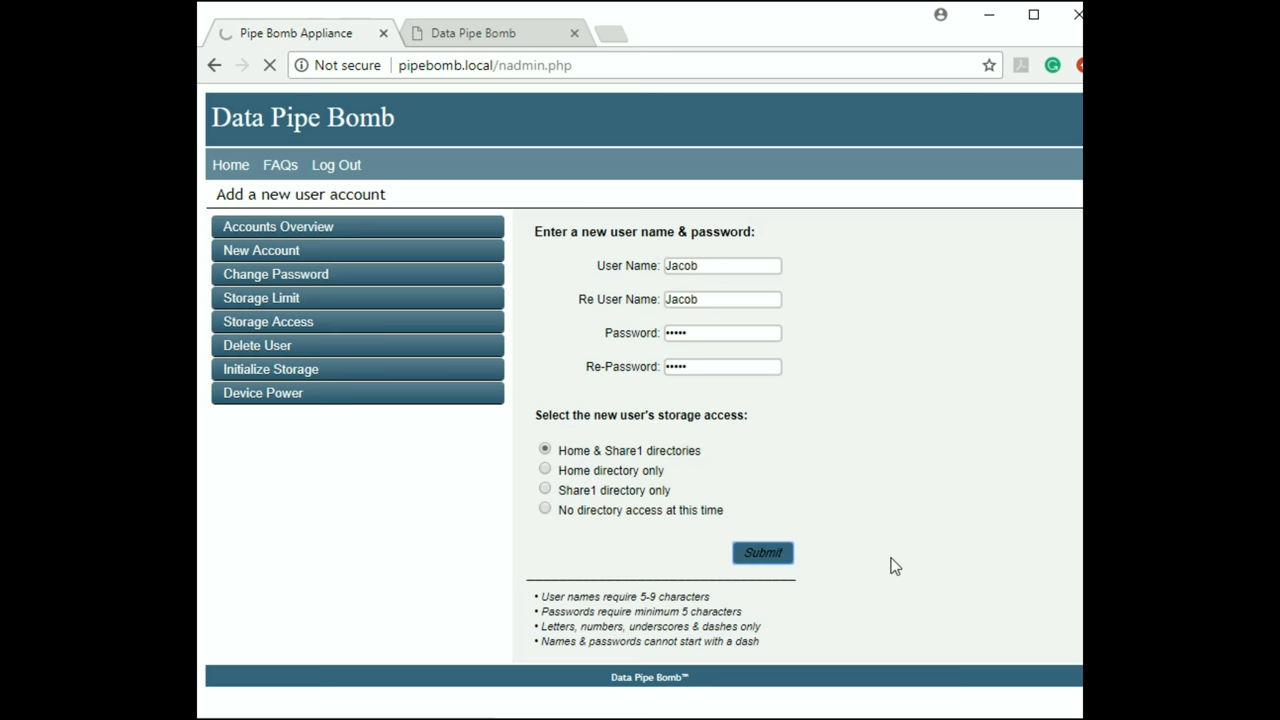 Pipe Bomb Appliance
Data Pipe Bomb
Not secure
pipebomb.local/nadmin.php
Data Pipe Bomb
Home FAQs Log Out
Add a new user account
Accounts Overview
New Account
Change Password
Storage Limit
Storage Access
Delete User
Initialize Storage
Device Power
Enter a new user name & password:
User Name: Jacob
Re User Name: Jacob
Password: •••••
Re-Password: •••••
Select the new user's storage access:
Home & Share1 directories
Home directory only
Share1 directory only
No directory access at this time
Submit
• User names require 5-9 characters
• Passwords require minimum 5 characters
• Letters, numbers, underscores & dashes only
• Names & passwords cannot start with a dash
Data Pipe Bomb™